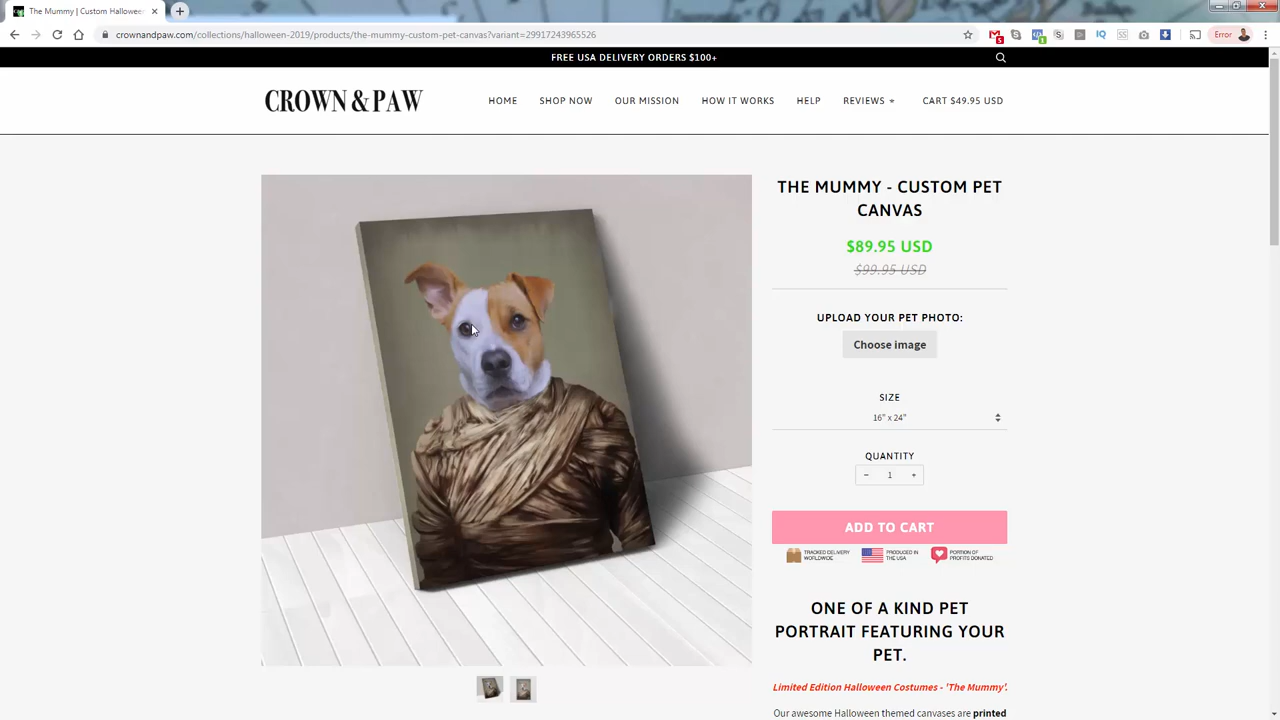 The Mummy | Custom Hallowee
crownandpaw.com/collections/halloween-2019/products/the-mummy-custom-pet-canvas?variant=29917243965526
5
1
IQ
Error
FREE USA DELIVERY ORDERS $100+
CROWN & PAW
HOME
SHOP NOW
OUR MISSION
HOW IT WORKS
HELP
REVIEWS
CART $49.95 USD
THE MUMMY - CUSTOM PET
CANVAS
$89.95 USD
$99.95 USD
UPLOAD YOUR PET PHOTO:
Choose image
SIZE
16" x 24"
QUANTITY
− 1 +
ADD TO CART
TRACKED DELIVERY
WORLDWIDE
PRODUCED IN
THE USA
PORTION OF
PROFITS DONATED
ONE OF A KIND PET
PORTRAIT FEATURING YOUR
PET.
Limited Edition Halloween Costumes - 'The Mummy'.
Our awesome Halloween themed canvases are printed